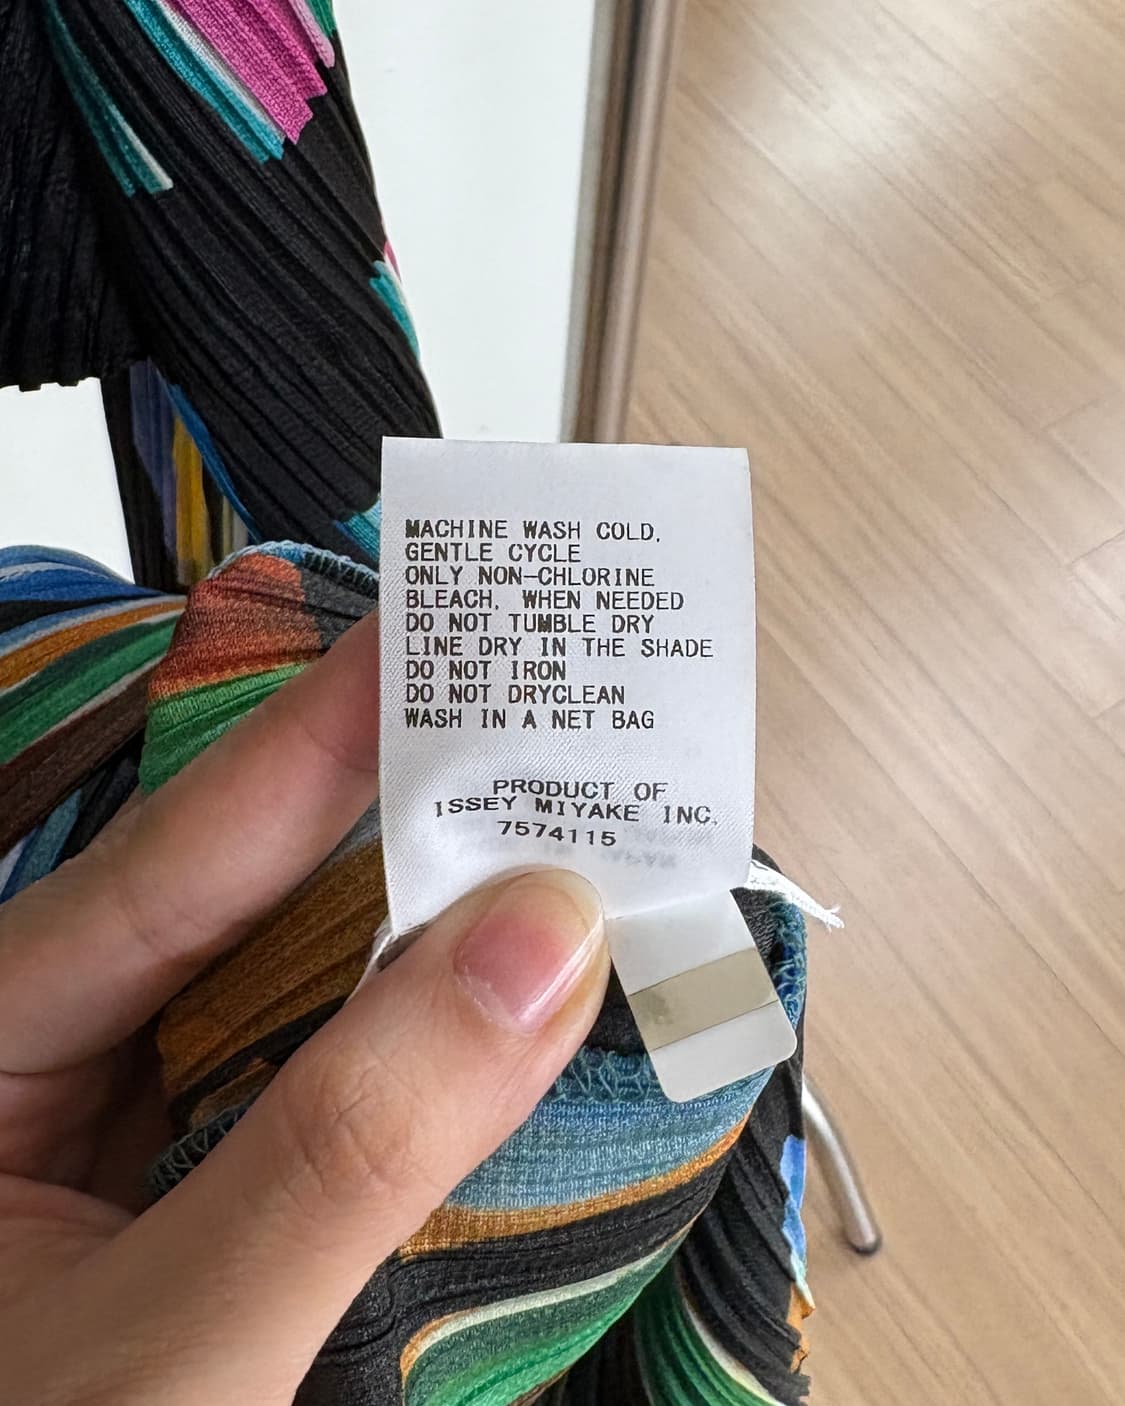 MACHINE WASH COLD,
GENTLE CYCLE
ONLY NON-CHLORINE
BLEACH, WHEN NEEDED
DO NOT TUMBLE DRY
LINE DRY IN THE SHADE
DO NOT IRON
DO NOT DRYCLEAN
WASH IN A NET BAG
PRODUCT OF
ISSEY MIYAKE INC.
7574115